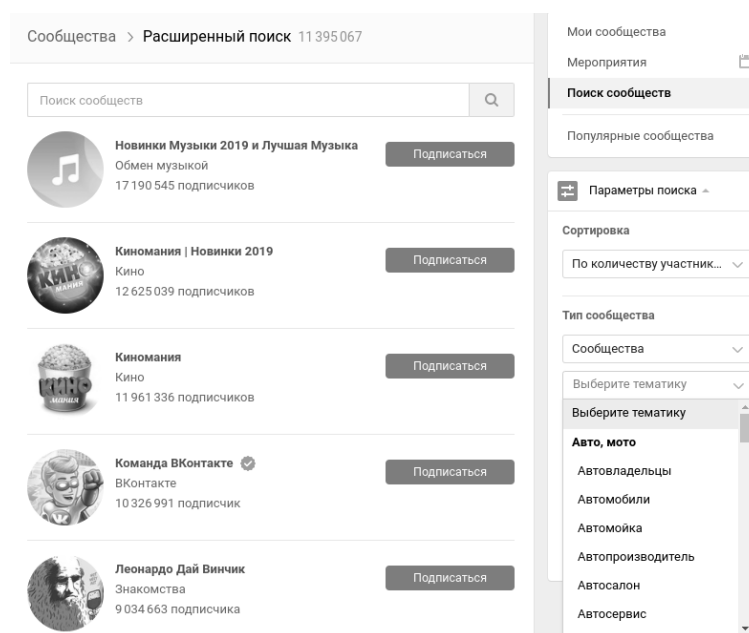 Сообщества > Расширенный поиск 11 395 067
Поиск сообществ
Новинки Музыки 2019 и Лучшая Музыка
Обмен музыкой
17 190 545 подписчиков
Подписаться
КИНО
МАНИЯ
Киномания | Новинки 2019
Кино
12 625 039 подписчиков
Подписаться
КИНО
МАНИЯ
Киномания
Кино
11 961 336 подписчиков
Подписаться
Команда ВКонтакте
ВКонтакте
10 326 991 подписчик
Подписаться
Леонардо Дай Винчик
Знакомства
9 034 663 подписчика
Подписаться
Мои сообщества
Мероприятия
Поиск сообществ
Популярные сообщества
Параметры поиска
Сортировка
По количеству участник...
Тип сообщества
Сообщества
Выберите тематику
Выберите тематику
Авто, мото
Автовладельцы
Автомобили
Автомойка
Автопроизводитель
Автосалон
Автосервис